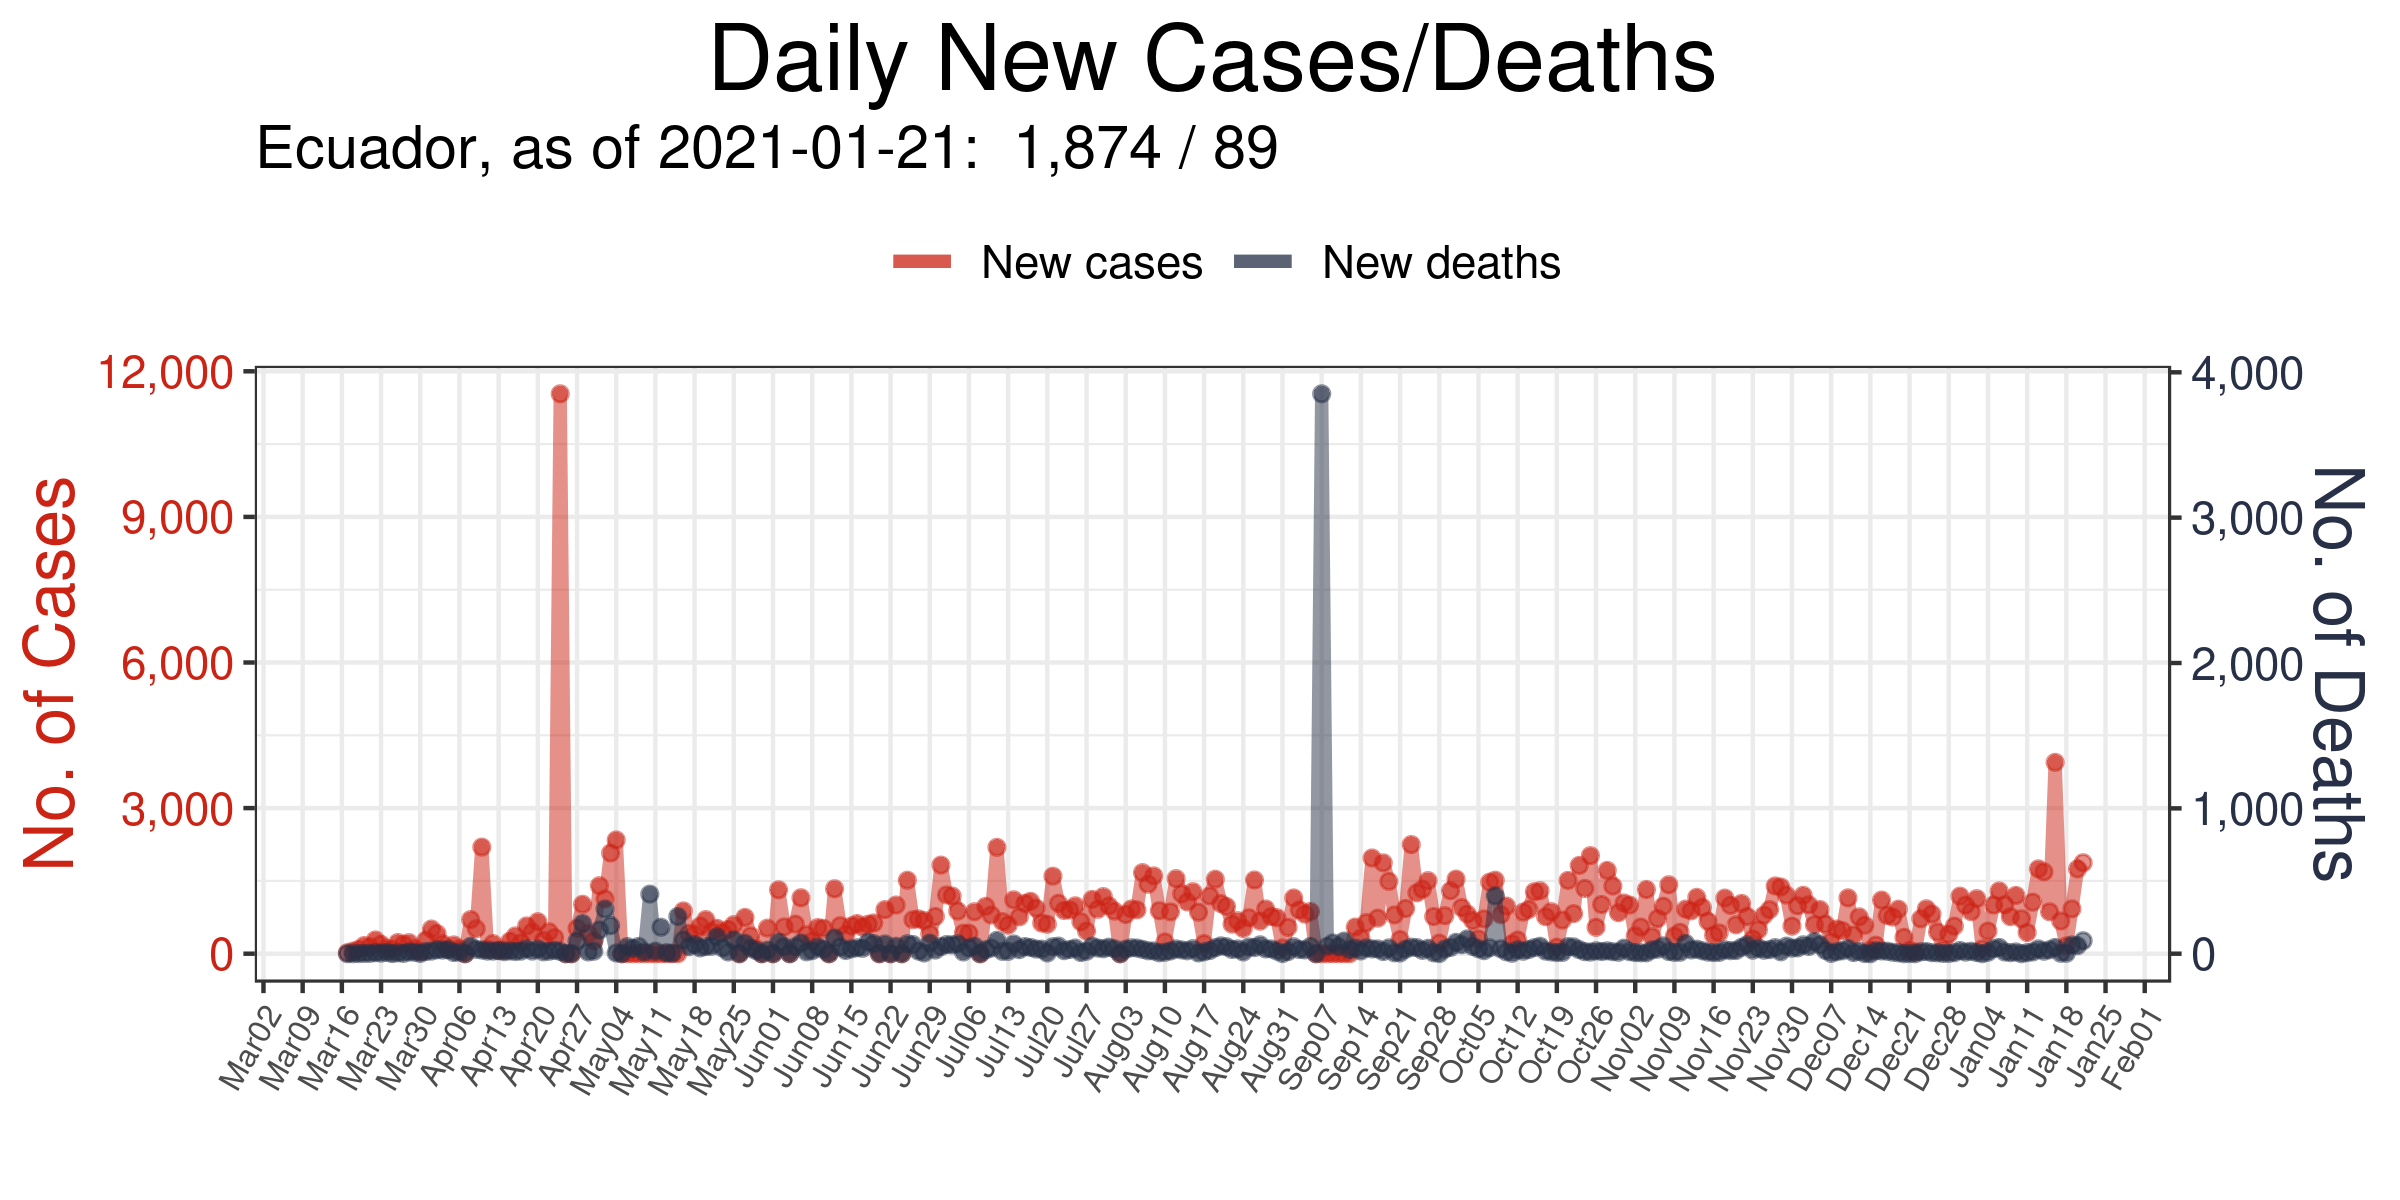 Daily New Cases/Deaths
Ecuador, as of 2021-01-21:  1,874 / 89
New cases New deaths
No. of Cases
12,000
9,000
6,000
3,000
0
4,000
3,000
2,000
1,000
0
No. of Deaths
Mar02 Mar09 Mar16 Mar23 Mar30 Apr06 Apr13 Apr20 Apr27 May04 May11 May18 May25 Jun01 Jun08 Jun15 Jun22 Jun29 Jul06 Jul13 Jul20 Jul27 Aug03 Aug10 Aug17 Aug24 Aug31 Sep07 Sep14 Sep21 Sep28 Oct05 Oct12 Oct19 Oct26 Nov02 Nov09 Nov16 Nov23 Nov30 Dec07 Dec14 Dec21 Dec28 Jan04 Jan11 Jan18 Jan25 Feb01